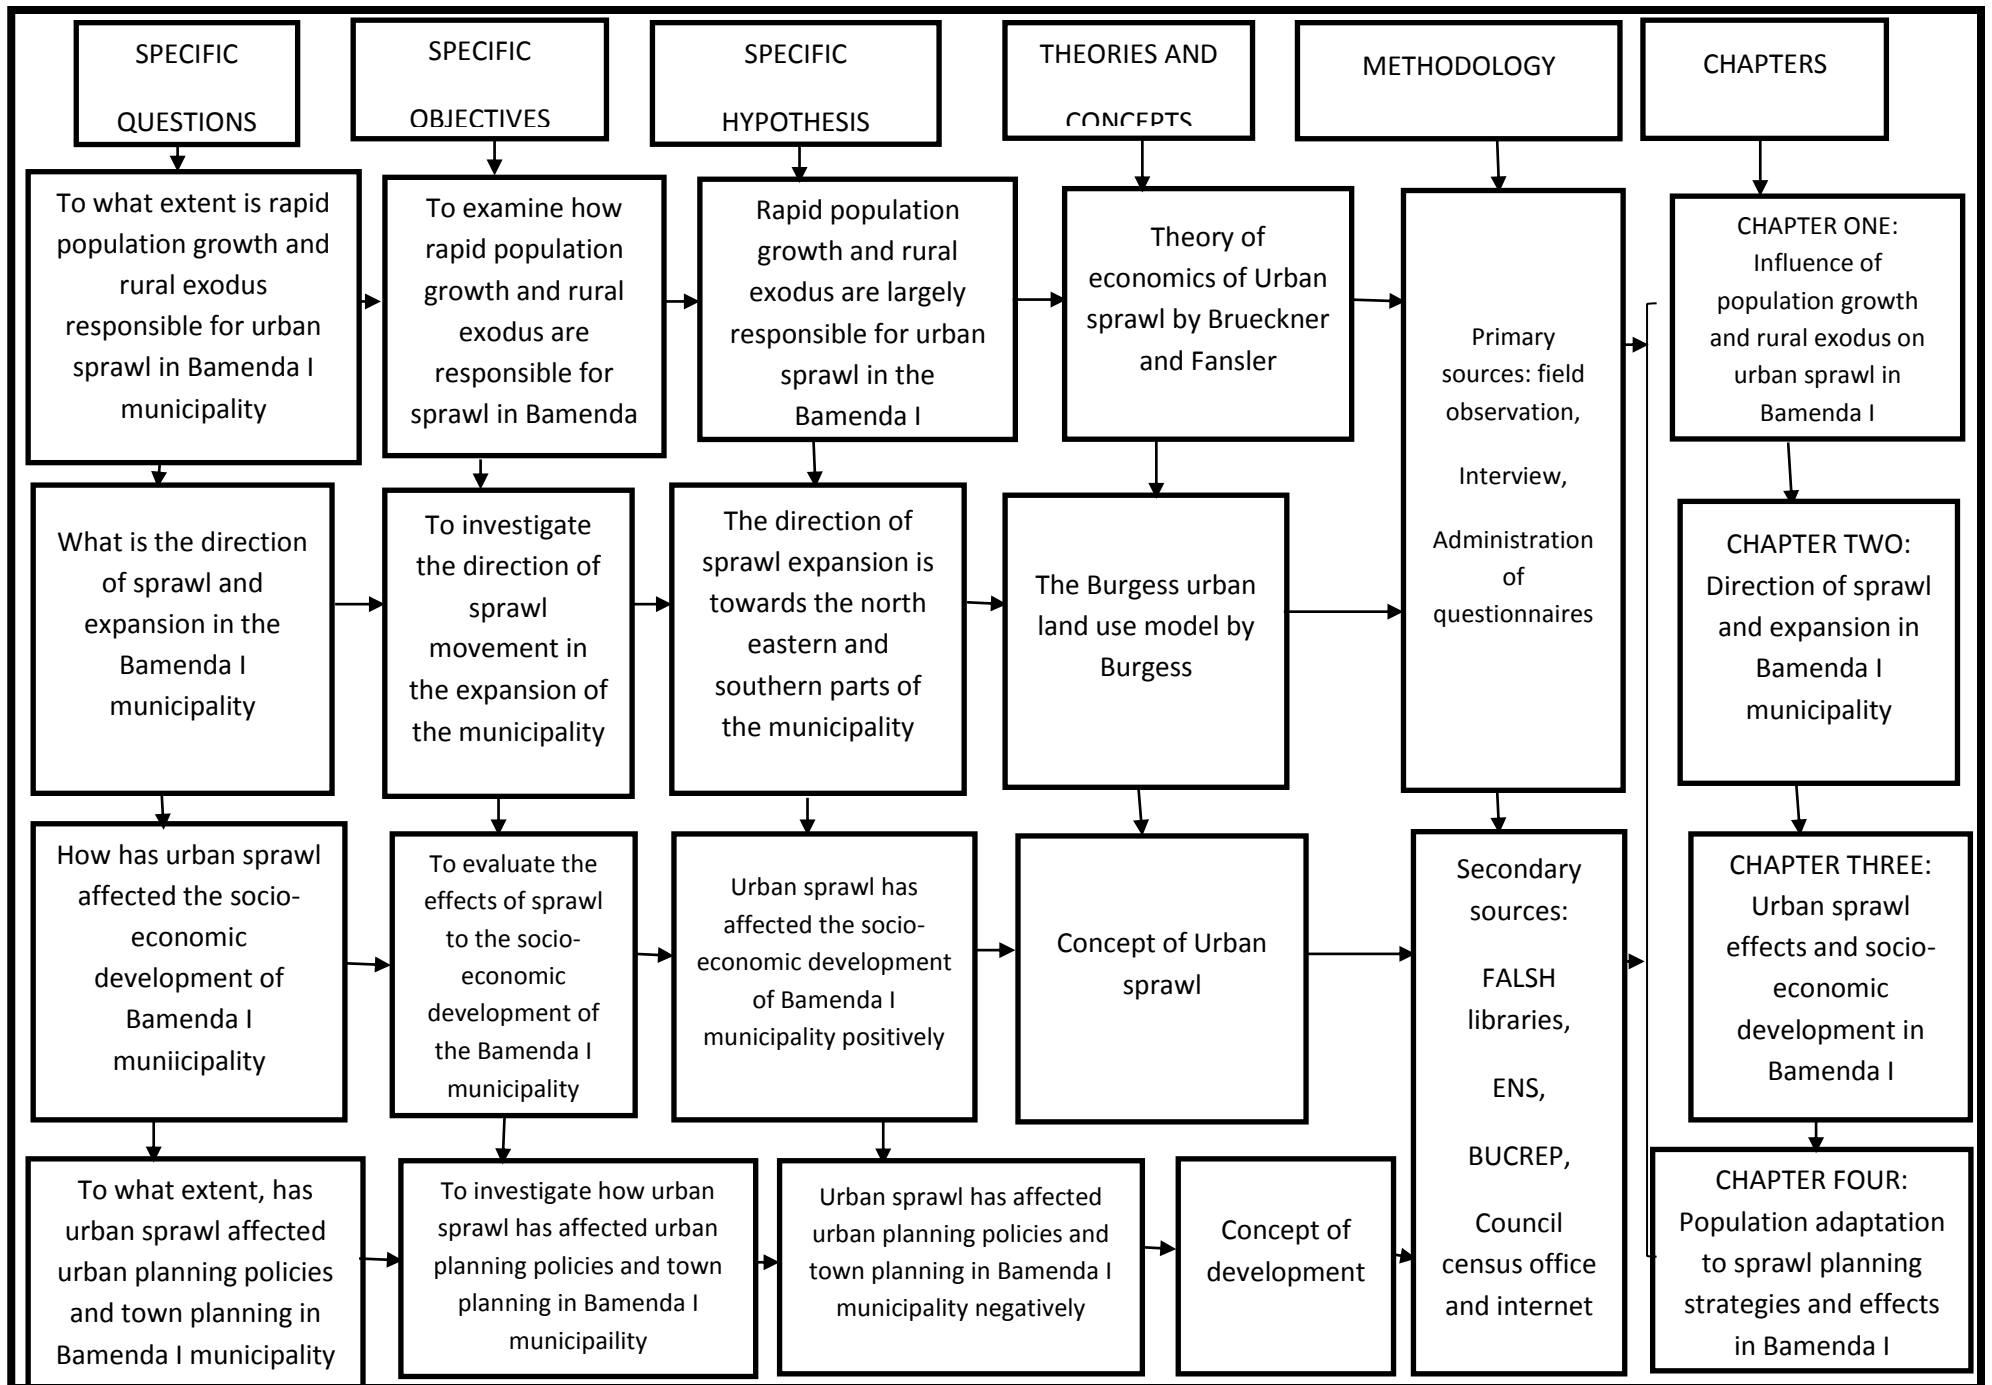 SPECIFIC
QUESTIONS
SPECIFIC
OBJECTIVES
SPECIFIC
HYPOTHESIS
THEORIES AND
CONCEPTS
METHODOLOGY
CHAPTERS
To what extent is rapid
population growth and
rural exodus
responsible for urban
sprawl in Bamenda I
municipality
To examine how
rapid population
growth and rural
exodus are
responsible for
sprawl in Bamenda
Rapid population
growth and rural
exodus are largely
responsible for urban
sprawl in the
Bamenda I
Theory of
economics of Urban
sprawl by Brueckner
and Fansler
Primary
sources: field
observation,
Interview,
Administration
of
questionnaires
CHAPTER ONE:
Influence of
population growth
and rural exodus on
urban sprawl in
Bamenda I
What is the direction
of sprawl and
expansion in the
Bamenda I
municipality
To investigate
the direction of
sprawl
movement in
the expansion of
the municipality
The direction of
sprawl expansion is
towards the north
eastern and
southern parts of
the municipality
The Burgess urban
land use model by
Burgess
CHAPTER TWO:
Direction of sprawl
and expansion in
Bamenda I
municipality
How has urban sprawl
affected the socio-
economic
development of
Bamenda I
muniicipality
To evaluate the
effects of sprawl
to the socio-
economic
development of
the Bamenda I
municipality
Urban sprawl has
affected the socio-
economic development
of Bamenda I
municipality positively
Concept of Urban
sprawl
Secondary
sources:
FALSH
libraries,
ENS,
BUCREP,
Council
census office
and internet
CHAPTER THREE:
Urban sprawl
effects and socio-
economic
development in
Bamenda I
To what extent, has
urban sprawl affected
urban planning policies
and town planning in
Bamenda I municipality
To investigate how urban
sprawl has affected urban
planning policies and town
planning in Bamenda I
municipaility
Urban sprawl has affected
urban planning policies and
town planning in Bamenda I
municipality negatively
Concept of
development
CHAPTER FOUR:
Population adaptation
to sprawl planning
strategies and effects
in Bamenda I